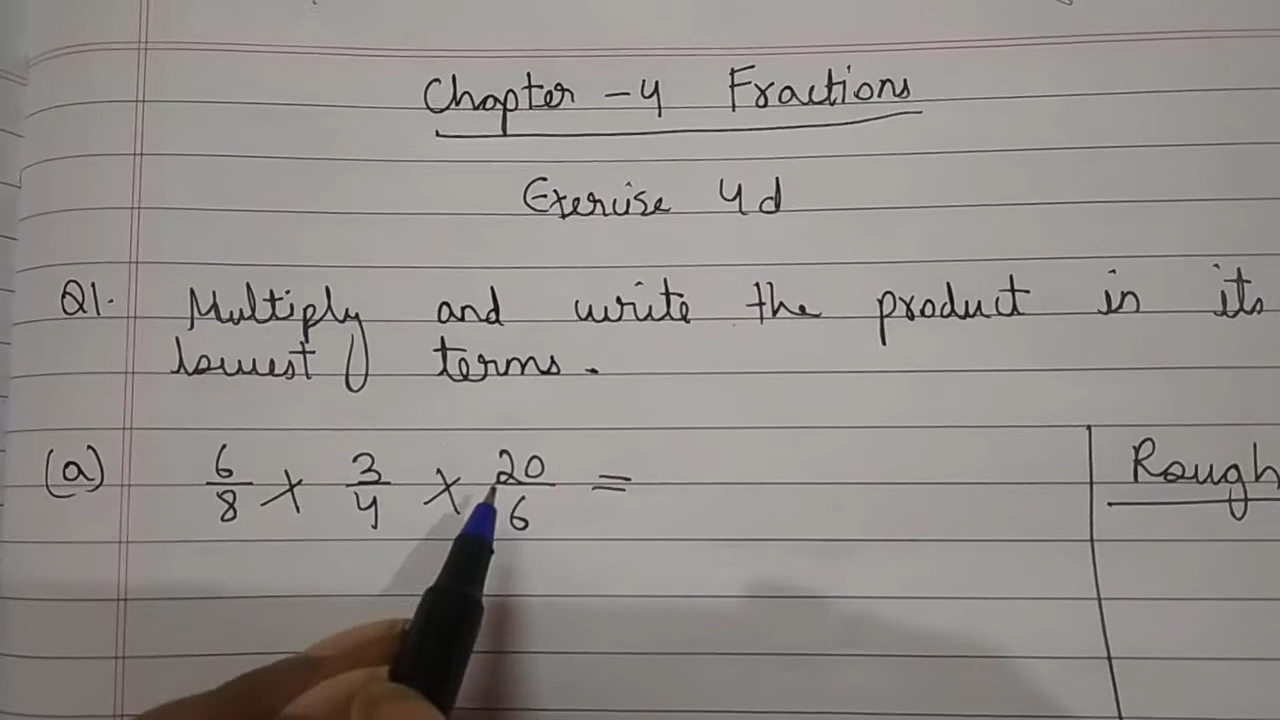 Chapter - 4 Fractions
Exercise 4d
Q1. Multiply and write the product in its
lowest terms.
(a) 6/8 × 3/4 × 20/6 =
Rough